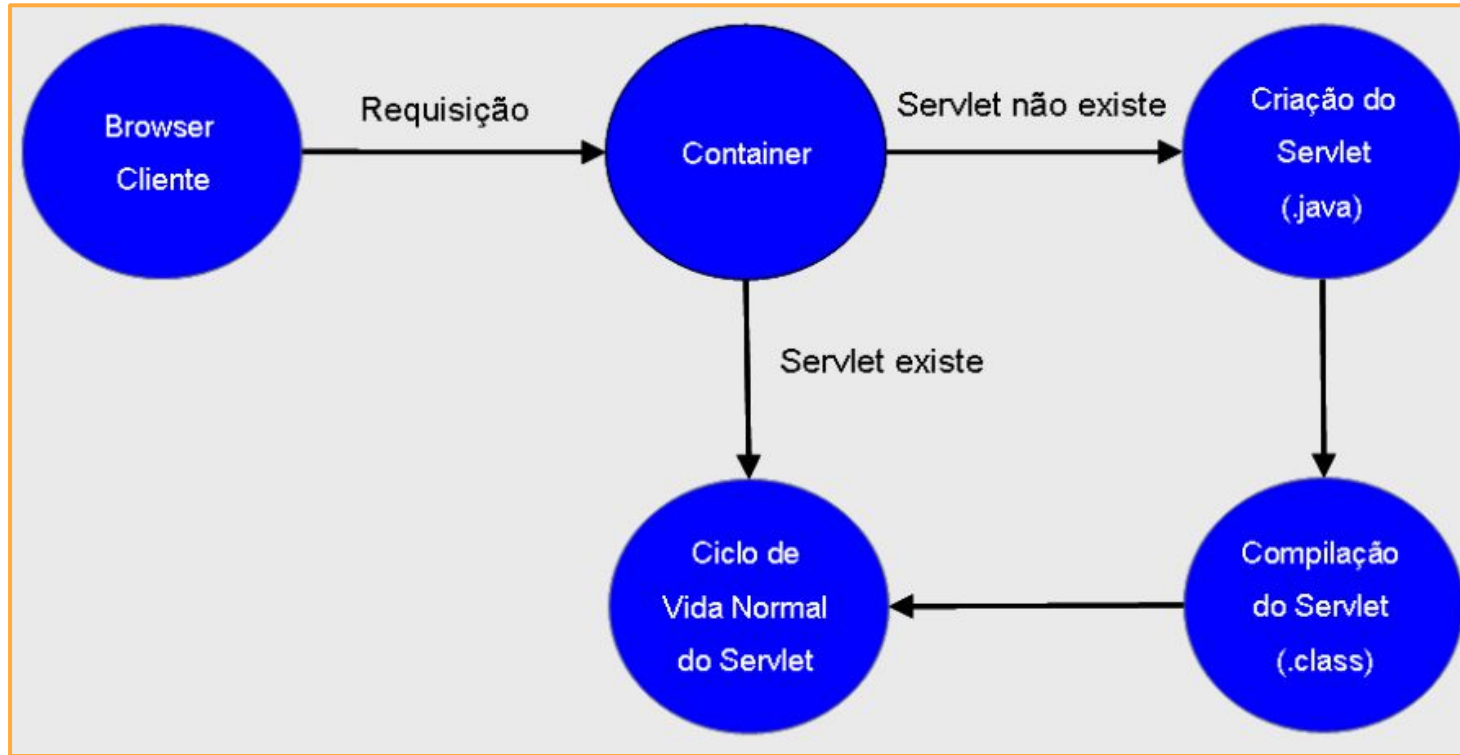 Browser
Cliente
Requisição
Container
Servlet não existe
Criação do
Servlet
(.java)
Servlet existe
Ciclo de
Vida Normal
do Servlet
Compilação
do Servlet
(.class)